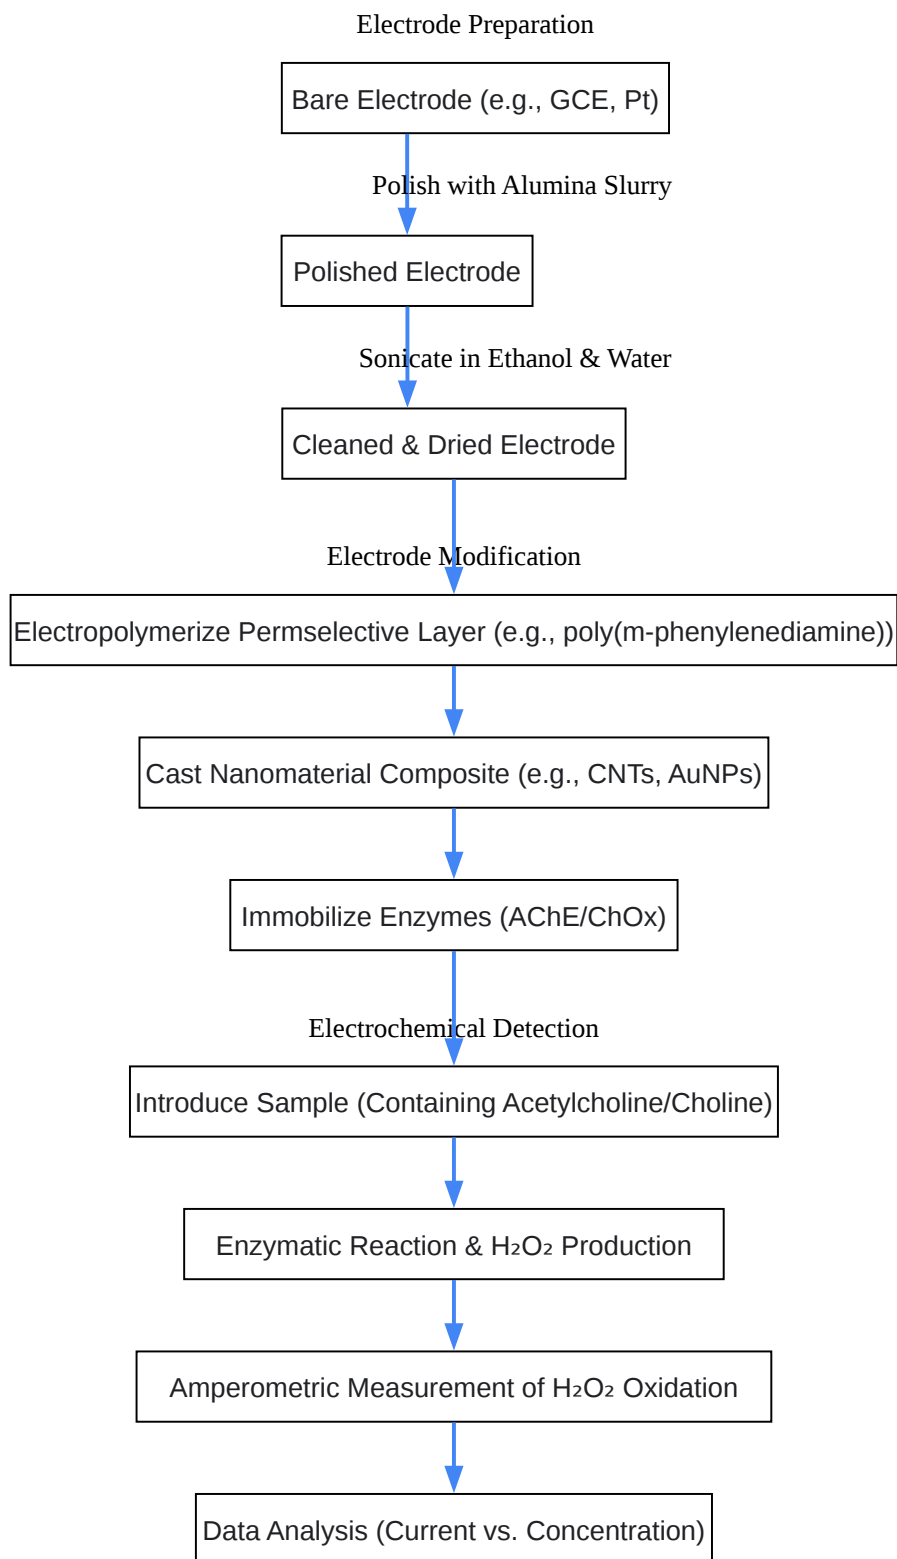 Electrode Preparation
Bare Electrode (e.g., GCE, Pt)
Polish with Alumina Slurry
Polished Electrode
Sonicate in Ethanol & Water
Cleaned & Dried Electrode
Electrode Modification
Electropolymerize Permselective Layer (e.g., poly(m-phenylenediamine))
Cast Nanomaterial Composite (e.g., CNTs, AuNPs)
Immobilize Enzymes (AChE/ChOx)
Electrochemical Detection
Introduce Sample (Containing Acetylcholine/Choline)
Enzymatic Reaction & H₂O₂ Production
Amperometric Measurement of H₂O₂ Oxidation
Data Analysis (Current vs. Concentration)